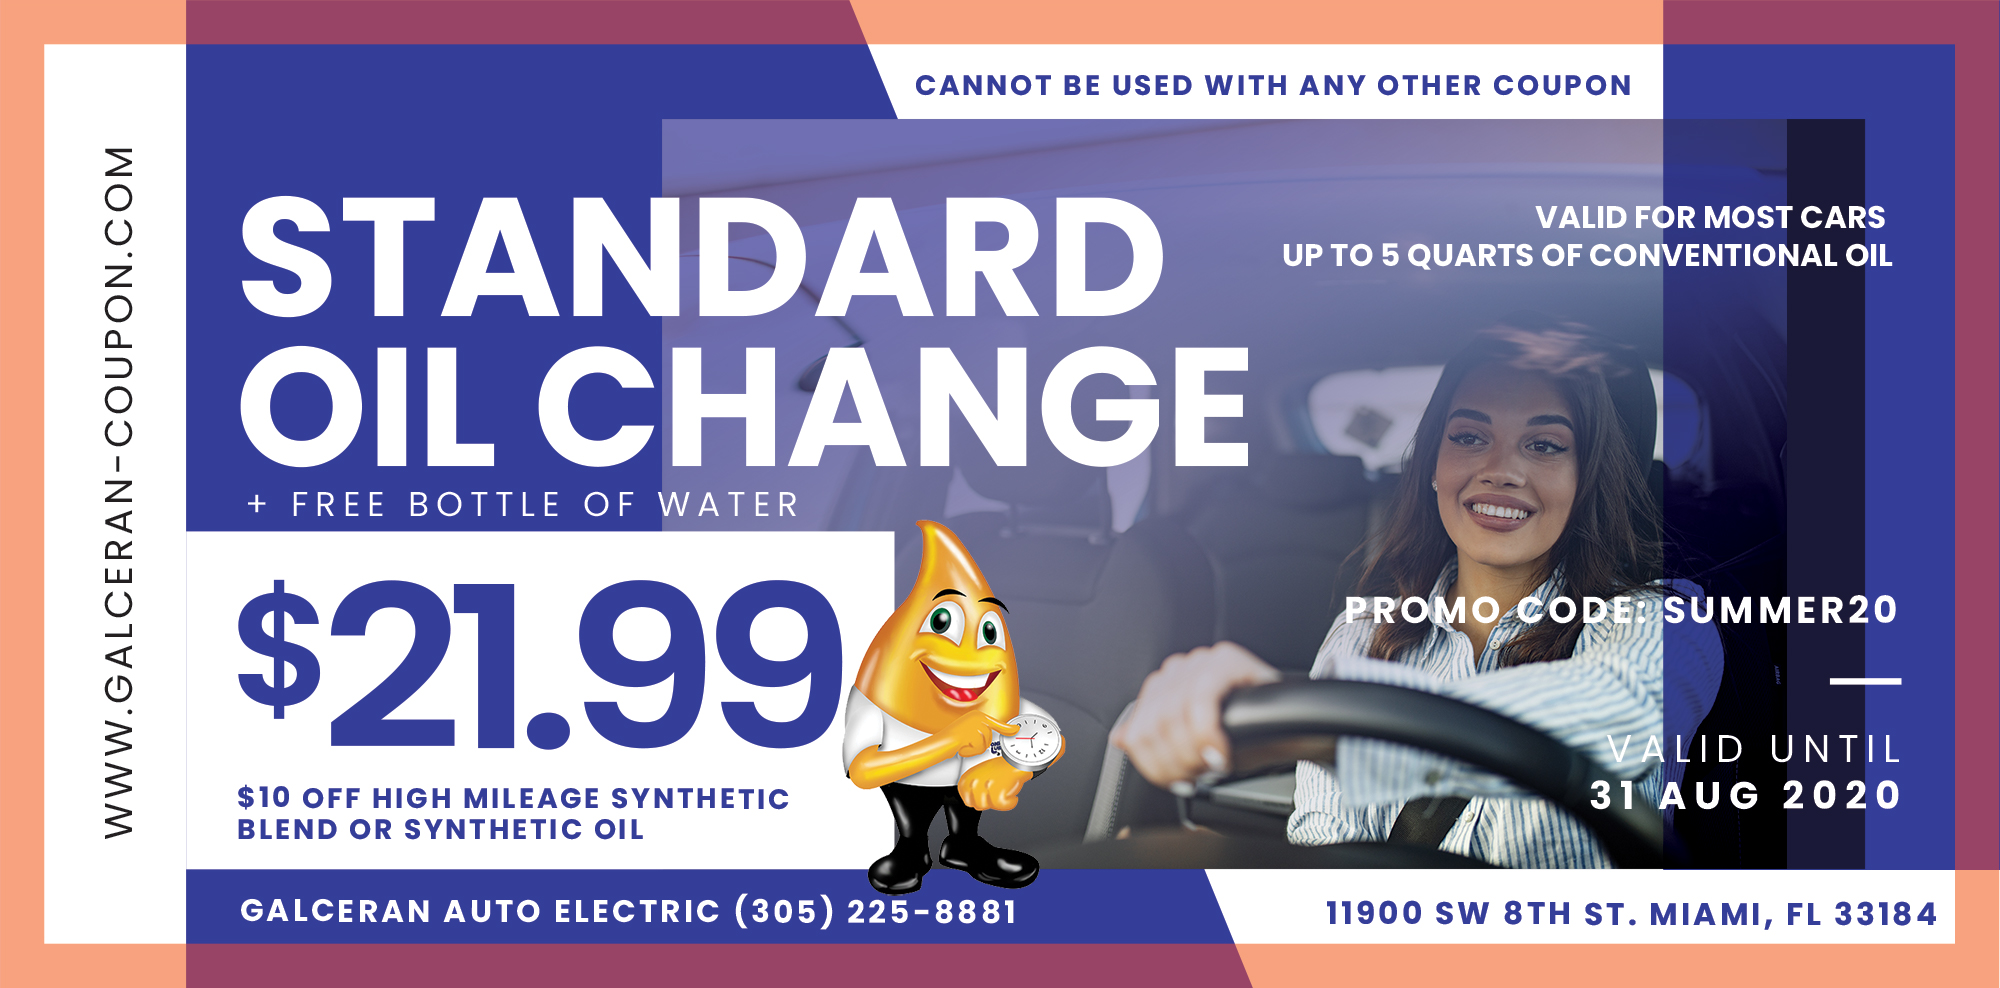 WWW.GALCERAN-COUPON.COM
CANNOT BE USED WITH ANY OTHER COUPON
STANDARD
OIL CHANGE
+ FREE BOTTLE OF WATER
VALID FOR MOST CARS
UP TO 5 QUARTS OF CONVENTIONAL OIL
$21.99
$10 OFF HIGH MILEAGE SYNTHETIC
BLEND OR SYNTHETIC OIL
PROMO CODE: SUMMER20
VALID UNTIL
31 AUG 2020
GALCERAN AUTO ELECTRIC (305) 225-8881
11900 SW 8TH ST. MIAMI, FL 33184